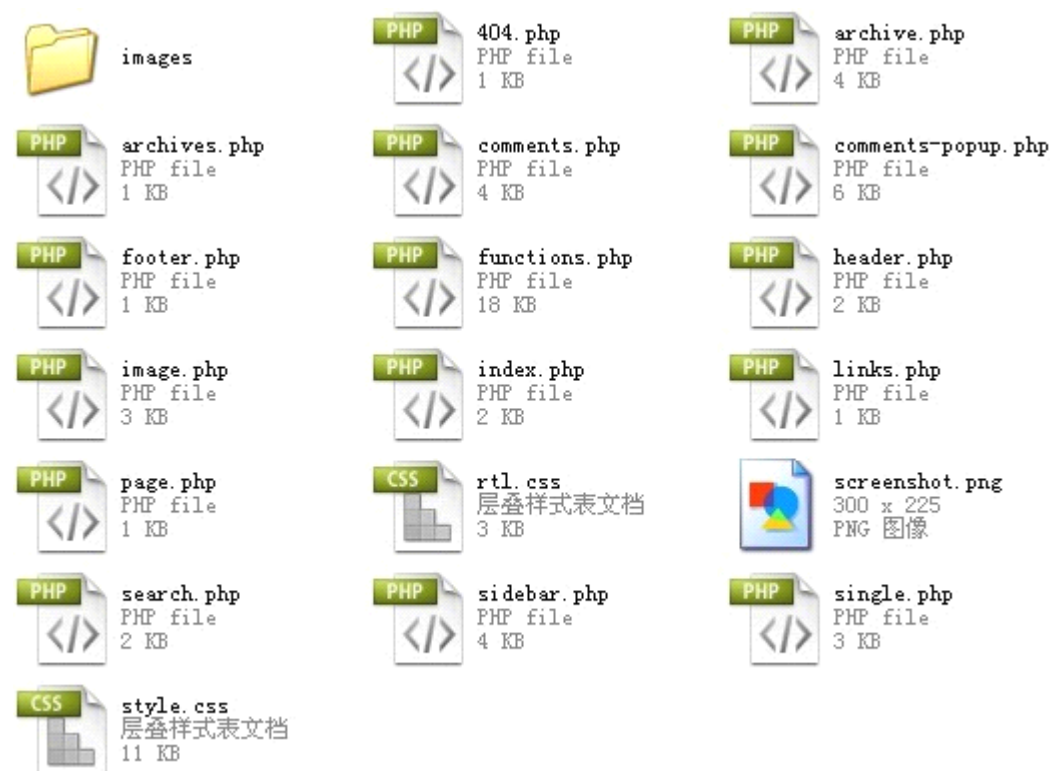 images
PHP
404.php
PHP file
1 KB
PHP
archive.php
PHP file
4 KB
PHP
archives.php
PHP file
1 KB
PHP
comments.php
PHP file
4 KB
PHP
comments-popup.php
PHP file
6 KB
PHP
footer.php
PHP file
1 KB
PHP
functions.php
PHP file
18 KB
PHP
header.php
PHP file
2 KB
PHP
image.php
PHP file
3 KB
PHP
index.php
PHP file
2 KB
PHP
links.php
PHP file
1 KB
PHP
page.php
PHP file
1 KB
CSS
rtl.css
层叠样式表文档
3 KB
screenshot.png
300 x 225
PNG 图像
PHP
search.php
PHP file
2 KB
PHP
sidebar.php
PHP file
4 KB
PHP
single.php
PHP file
3 KB
CSS
style.css
层叠样式表文档
11 KB